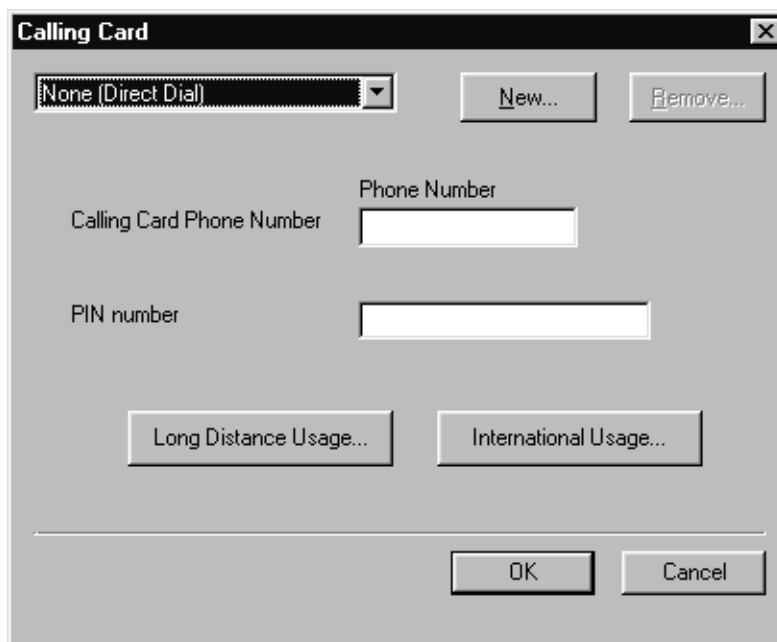 Calling Card
None (Direct Dial)
New...
Remove...
Phone Number
Calling Card Phone Number
PIN number
Long Distance Usage...
International Usage...
OK
Cancel